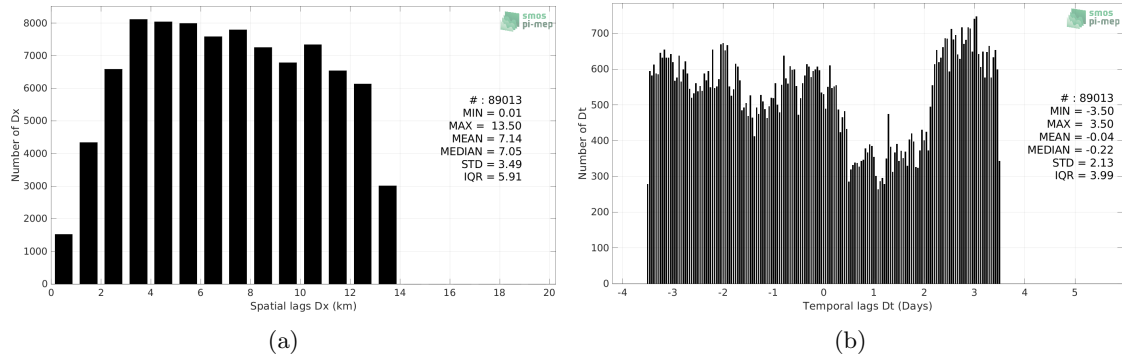 smos
pi-mep
8000
7000
6000
5000
4000
3000
2000
1000
0
Number of Dx
# : 89013
MIN = 0.01
MAX = 13.50
MEAN = 7.14
MEDIAN = 7.05
STD = 3.49
IQR = 5.91
0 2 4 6 8 10 12 14 16 18 20
Spatial lags Dx (km)
(a)
smos
pi-mep
700
600
500
400
300
200
100
0
Number of Dt
# : 89013
MIN = -3.50
MAX = 3.50
MEAN = -0.04
MEDIAN = -0.22
STD = 2.13
IQR = 3.99
-4 -3 -2 -1 0 1 2 3 4 5
Temporal lags Dt (Days)
(b)